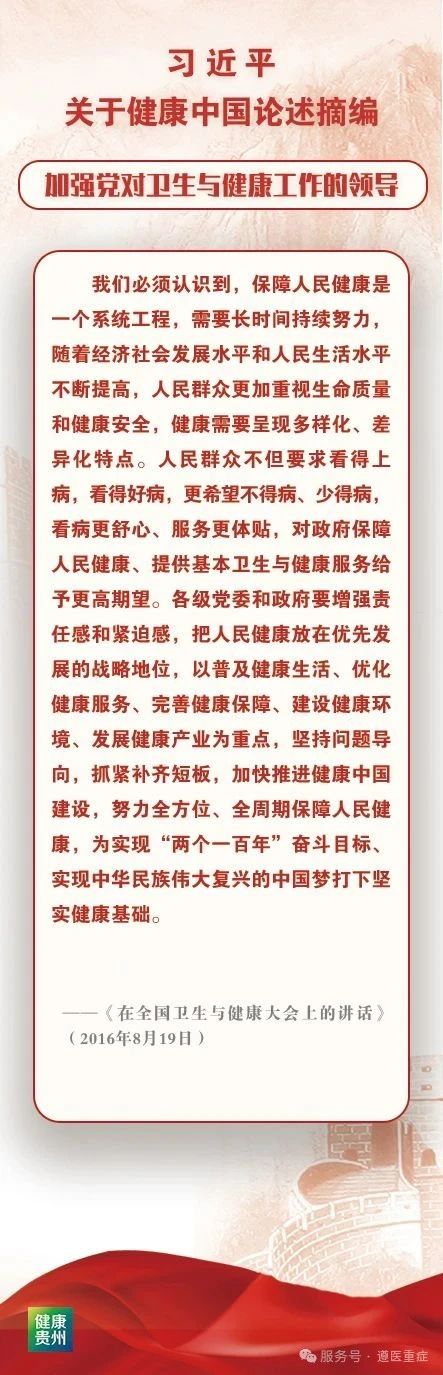 习近平
关于健康中国论述摘编
加强党对卫生与健康工作的领导
我们必须认识到，保障人民健康是
一个系统工程，需要长时间持续努力，
随着经济社会发展水平和人民生活水平
不断提高，人民群众更加重视生命质量
和健康安全，健康需要呈现多样化、差
异化特点。人民群众不但要求看得上
病，看得好病，更希望不得病、少得病，
看病更舒心、服务更体贴，对政府保障
人民健康、提供基本卫生与健康服务给
予更高期望。各级党委和政府要增强责
任感和紧迫感，把人民健康放在优先发
展的战略地位，以普及健康生活、优化
健康服务、完善健康保障、建设健康环
境、发展健康产业为重点，坚持问题导
向，抓紧补齐短板，加快推进健康中国
建设，努力全方位、全周期保障人民健
康，为实现“两个一百年”奋斗目标、
实现中华民族伟大复兴的中国梦打下坚
实健康基础。
——《在全国卫生与健康大会上的讲话》
（2016年8月19日）
健康
贵州
服务号·遵医重症